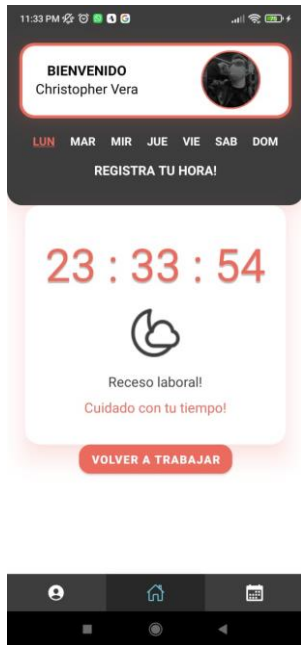 11:33 PM
BIENVENIDO
Christopher Vera
LUN MAR MIR JUE VIE SAB DOM
REGISTRA TU HORA!
23 : 33 : 54
Receso laboral!
Cuidado con tu tiempo!
VOLVER A TRABAJAR